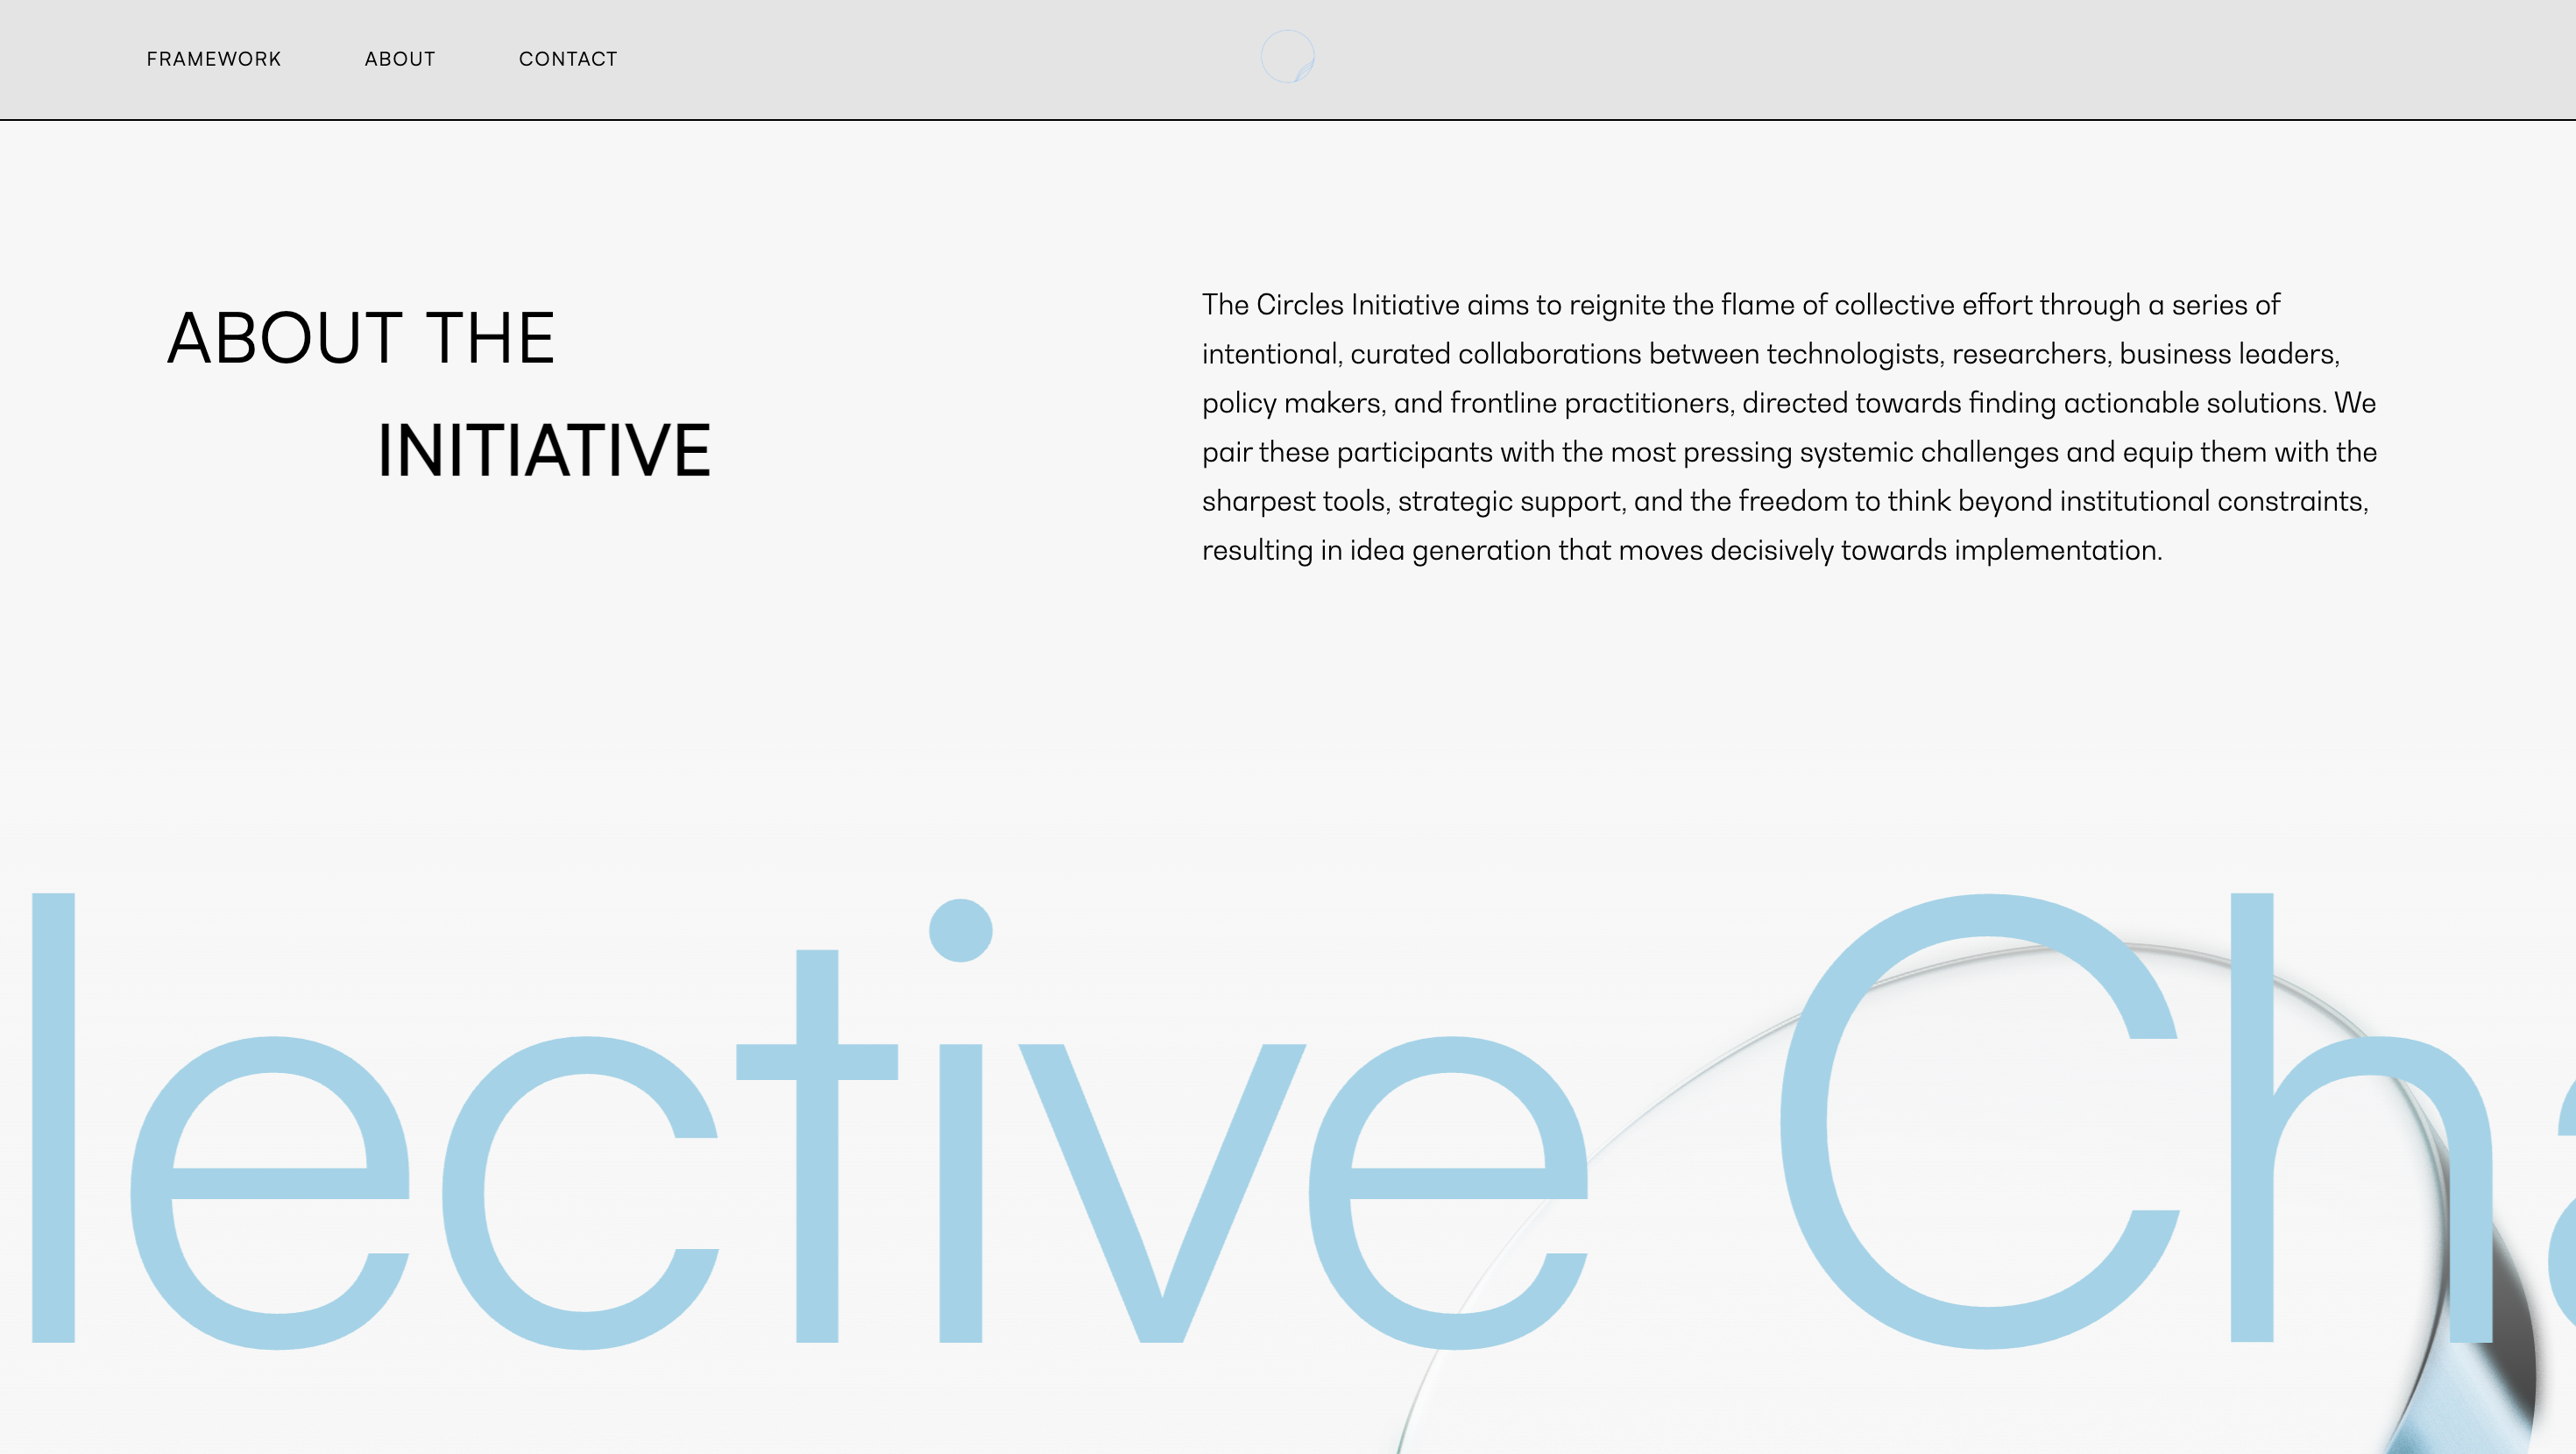 FRAMEWORK ABOUT CONTACT
ABOUT THE
INITIATIVE
The Circles Initiative aims to reignite the flame of collective effort through a series of
intentional, curated collaborations between technologists, researchers, business leaders,
policy makers, and frontline practitioners, directed towards finding actionable solutions. We
pair these participants with the most pressing systemic challenges and equip them with the
sharpest tools, strategic support, and the freedom to think beyond institutional constraints,
resulting in idea generation that moves decisively towards implementation.
lective Cha